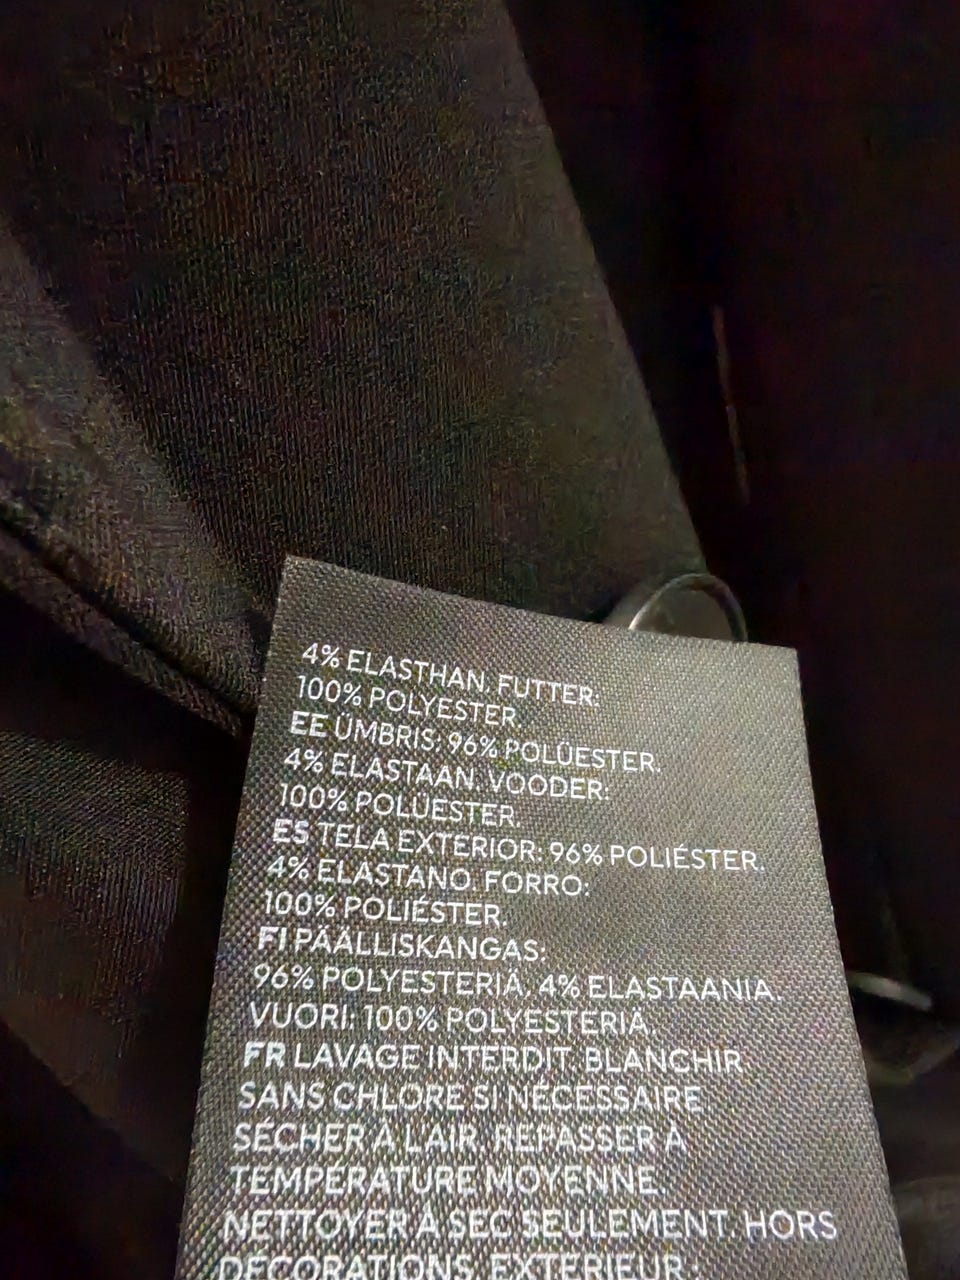 4% ELASTHAN. FUTTER:
100% POLYESTER.
EE ÜMBRIS: 96% POLÜESTER.
4% ELASTAAN. VOODER:
100% POLÜESTER.
ES TELA EXTERIOR: 96% POLIÉSTER.
4% ELASTANO. FORRO:
100% POLIÉSTER.
FI PÄÄLLISKANGAS:
96% POLYESTERIÄ, 4% ELASTAANIA.
VUORI: 100% POLYESTERIÄ.
FR LAVAGE INTERDIT. BLANCHIR
SANS CHLORE SI NÉCESSAIRE
SÉCHER À L'AIR. REPASSER À
TEMPÉRATURE MOYENNE.
NETTOYER À SEC SEULEMENT. HORS
DÉCORATIONS. EXTÉRIEUR: